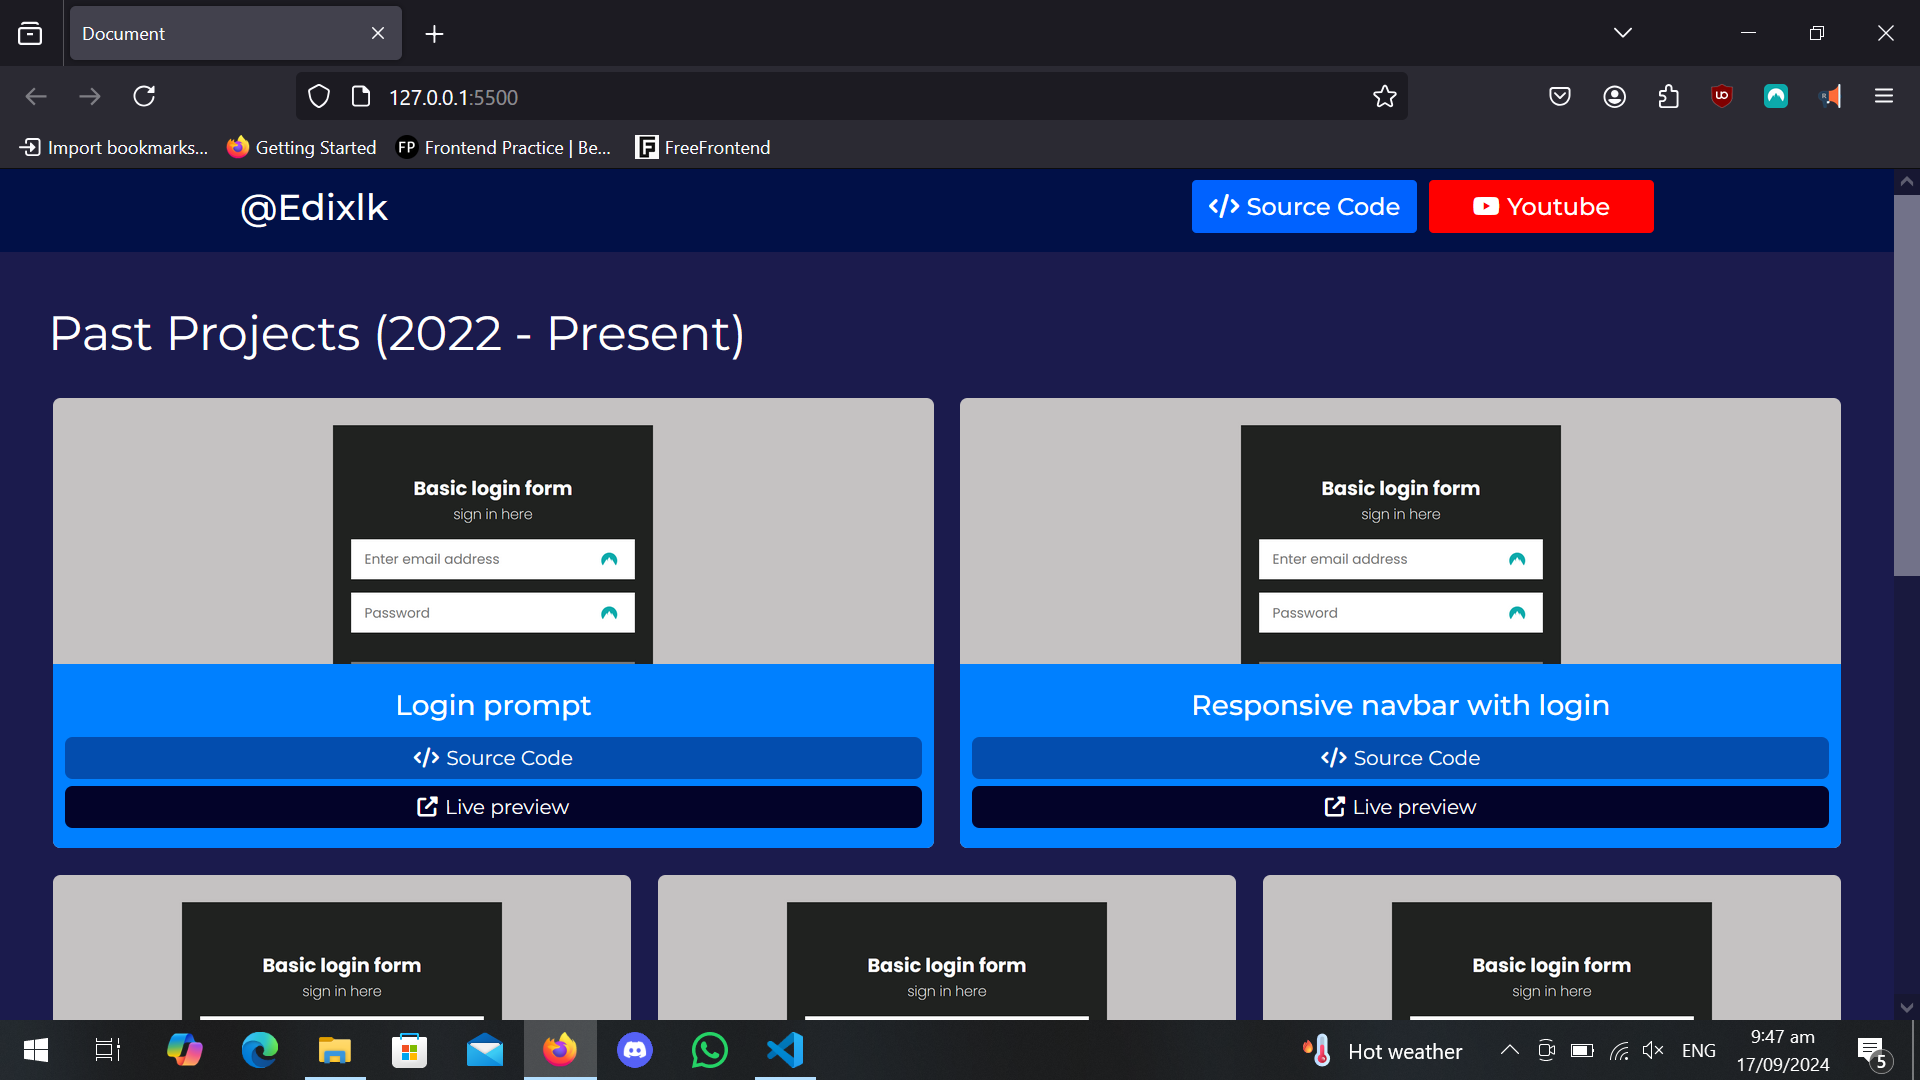 Document
127.0.0.1:5500
Import bookmarks... Getting Started FP Frontend Practice | Be... F FreeFrontend
@Edixlk
</> Source Code Youtube
Past Projects (2022 - Present)
Basic login form
sign in here
Enter email address
Password
Login prompt
</> Source Code
Live preview
Basic login form
sign in here
Enter email address
Password
Responsive navbar with login
</> Source Code
Live preview
Basic login form
sign in here
Basic login form
sign in here
Basic login form
sign in here
Hot weather ENG
9:47 am
17/09/2024
5